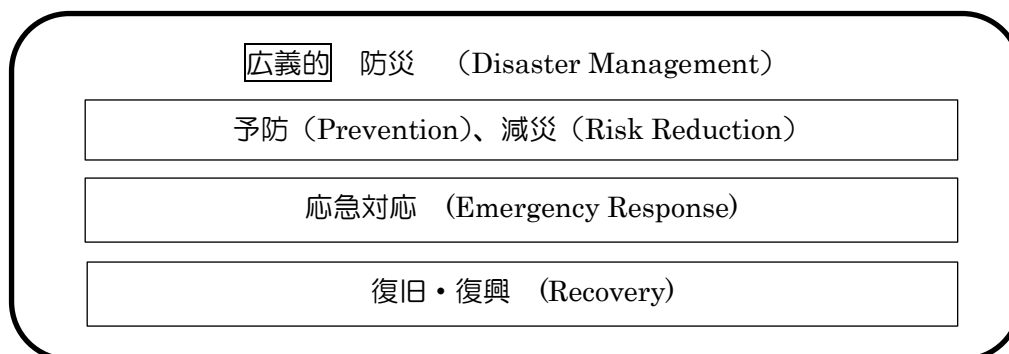 広義的 防災 （Disaster Management）
予防（Prevention）、減災（Risk Reduction）
応急対応 (Emergency Response)
復旧・復興 (Recovery)